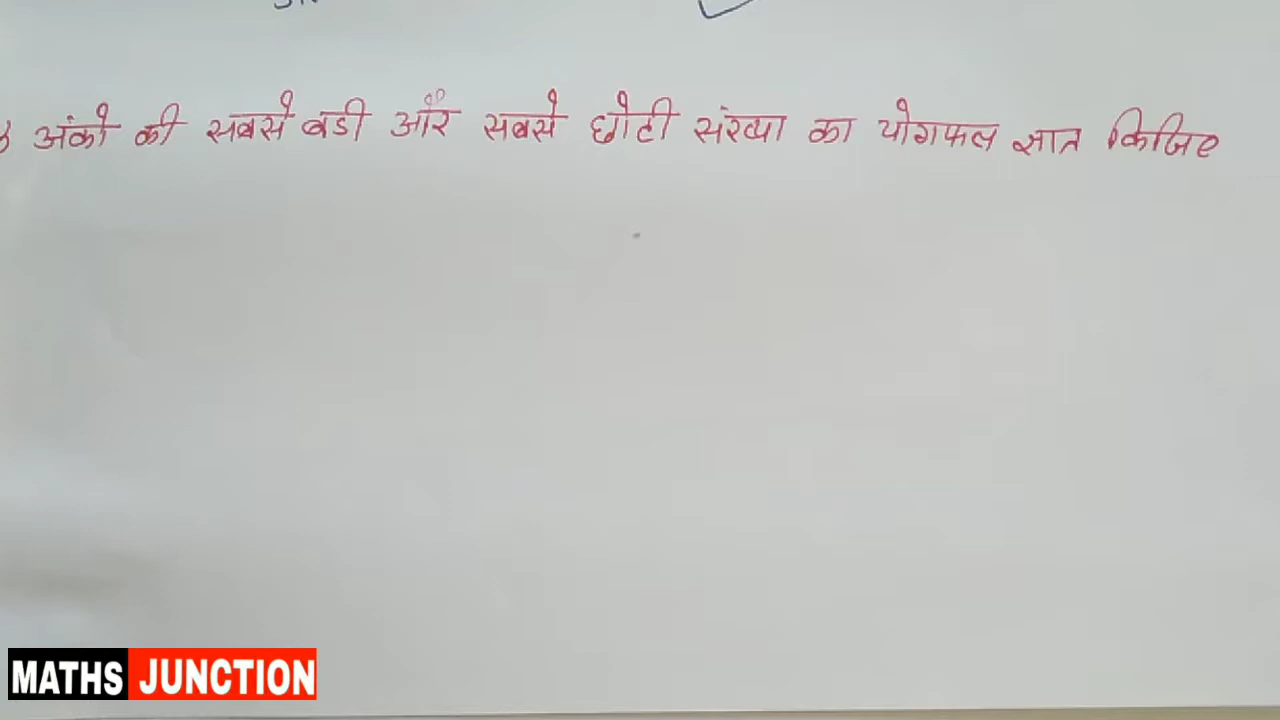 अंको की सबसे बडी और सबसे छोटी संख्या का योगफल ज्ञात किजिए
MATHS JUNCTION